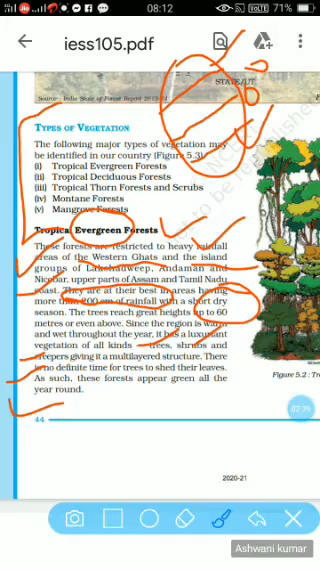 08:12
VOLTE
71%
iess105.pdf
STATE/UT
Source : India State of Forest Report 2013-14
TYPES OF VEGETATION
The following major types of vegetation may
be identified in our country (Figure 5.3).
(i) Tropical Evergreen Forests
(ii) Tropical Deciduous Forests
(iii) Tropical Thorn Forests and Scrubs
(iv) Montane Forests
(v) Mangrove Forests
Tropical Evergreen Forests
These forests are restricted to heavy rainfall
areas of the Western Ghats and the island
groups of Lakshadweep, Andaman and
Nicobar, upper parts of Assam and Tamil Nadu
coast. They are at their best in areas having
more than 200 cm of rainfall with a short dry
season. The trees reach great heights up to 60
metres or even above. Since the region is warm
and wet throughout the year, it has a luxuriant
vegetation of all kinds — trees, shrubs and
creepers giving it a multilayered structure. There
is no definite time for trees to shed their leaves.
As such, these forests appear green all the
year round.
Figure 5.2 : Tr
44
2020-21
Ashwani kumar